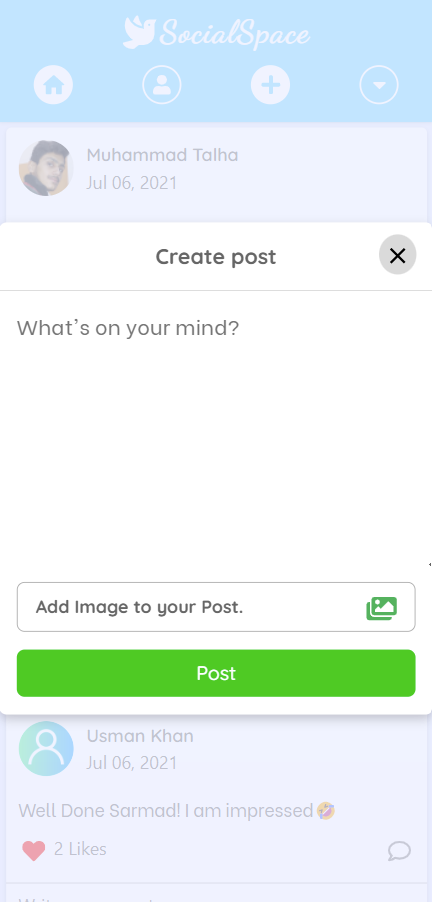 SocialSpace
Muhammad Talha
Jul 06, 2021
Create post
What's on your mind?
Add Image to your Post.
Post
Usman Khan
Jul 06, 2021
Well Done Sarmad! I am impressed🤣
2 Likes